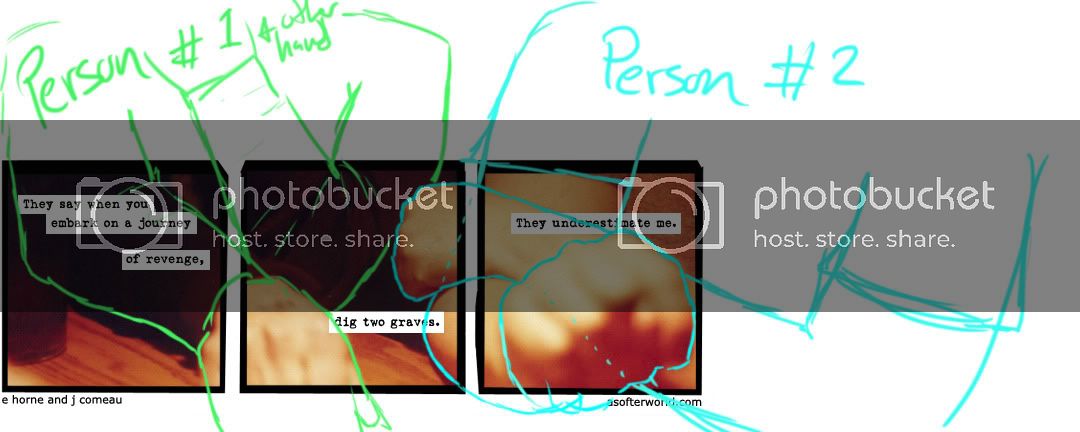 Person #1
other
hand
Person #2
photobucket
host. store. share.
photobucket
host. store. share.
They say when you
embark on a journey
of revenge,
dig two graves.
They underestimate me.
e horne and j comeau
asofterworld.com